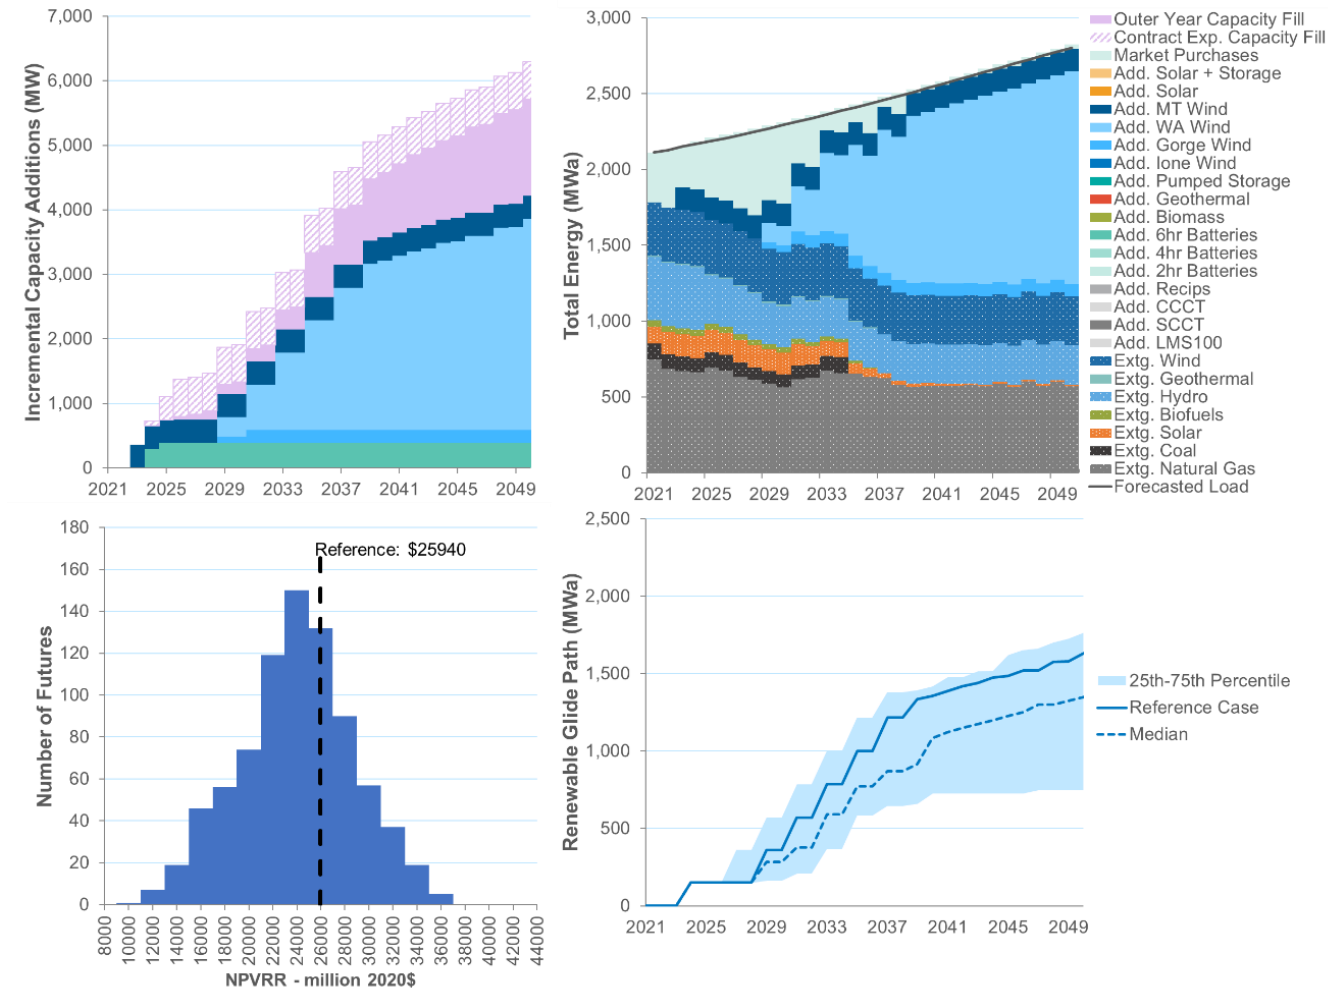 7,000
6,000
5,000
4,000
3,000
2,000
1,000
0
Incremental Capacity Additions (MW)
2021 2025 2029 2033 2037 2041 2045 2049
3,000
2,500
2,000
1,500
1,000
500
0
Total Energy (MWa)
2021 2025 2029 2033 2037 2041 2045 2049
Outer Year Capacity Fill
Contract Exp. Capacity Fill
Market Purchases
Add. Solar + Storage
Add. Solar
Add. MT Wind
Add. WA Wind
Add. Gorge Wind
Add. Ione Wind
Add. Pumped Storage
Add. Geothermal
Add. Biomass
Add. 6hr Batteries
Add. 4hr Batteries
Add. 2hr Batteries
Add. Recips
Add. CCCT
Add. SCCT
Add. LMS100
Extg. Wind
Extg. Geothermal
Extg. Hydro
Extg. Biofuels
Extg. Solar
Extg. Coal
Extg. Natural Gas
Forecasted Load
180
160
140
120
100
80
60
40
20
0
Number of Futures
Reference: $25940
8000 10000 12000 14000 16000 18000 20000 22000 24000 26000 28000 30000 32000 34000 36000 38000 40000 42000 44000
NPVRR - million 2020$
2,500
2,000
1,500
1,000
500
0
Renewable Glide Path (MWa)
2021 2025 2029 2033 2037 2041 2045 2049
25th-75th Percentile
Reference Case
Median